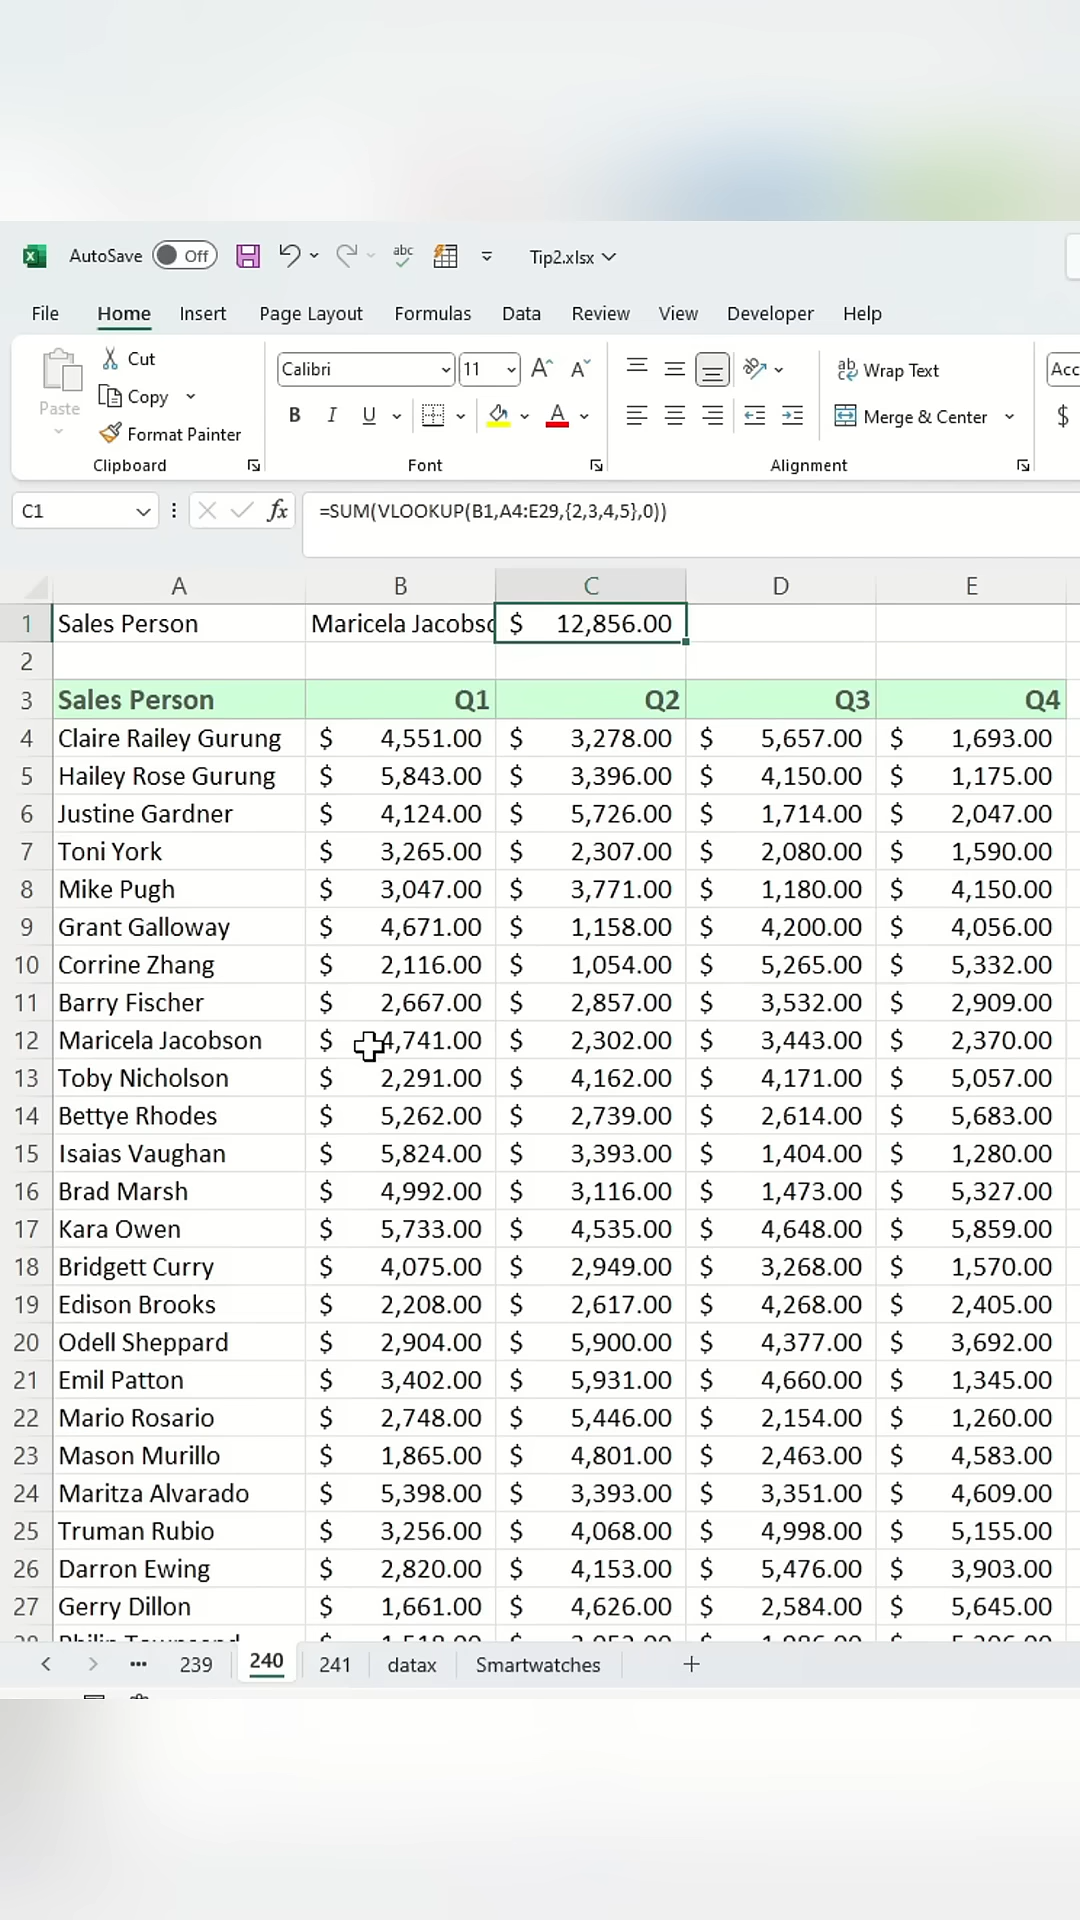 AutoSave Off abc Tip2.xlsx
File Home Insert Page Layout Formulas Data Review View Developer Help
Paste
Cut
Copy
Format Painter
Clipboard
Calibri 11 A A
B I U A
Font
ab Wrap Text
Merge & Center
Alignment
Acc
$
C1 fx =SUM(VLOOKUP(B1,A4:E29,{2,3,4,5},0))
A B C D E
1 Sales Person Maricela Jacobso $ 12,856.00
2
3 Sales Person Q1 Q2 Q3 Q4
4 Claire Railey Gurung $ 4,551.00 $ 3,278.00 $ 5,657.00 $ 1,693.00
5 Hailey Rose Gurung $ 5,843.00 $ 3,396.00 $ 4,150.00 $ 1,175.00
6 Justine Gardner $ 4,124.00 $ 5,726.00 $ 1,714.00 $ 2,047.00
7 Toni York $ 3,265.00 $ 2,307.00 $ 2,080.00 $ 1,590.00
8 Mike Pugh $ 3,047.00 $ 3,771.00 $ 1,180.00 $ 4,150.00
9 Grant Galloway $ 4,671.00 $ 1,158.00 $ 4,200.00 $ 4,056.00
10 Corrine Zhang $ 2,116.00 $ 1,054.00 $ 5,265.00 $ 5,332.00
11 Barry Fischer $ 2,667.00 $ 2,857.00 $ 3,532.00 $ 2,909.00
12 Maricela Jacobson $ 4,741.00 $ 2,302.00 $ 3,443.00 $ 2,370.00
13 Toby Nicholson $ 2,291.00 $ 4,162.00 $ 4,171.00 $ 5,057.00
14 Bettye Rhodes $ 5,262.00 $ 2,739.00 $ 2,614.00 $ 5,683.00
15 Isaias Vaughan $ 5,824.00 $ 3,393.00 $ 1,404.00 $ 1,280.00
16 Brad Marsh $ 4,992.00 $ 3,116.00 $ 1,473.00 $ 5,327.00
17 Kara Owen $ 5,733.00 $ 4,535.00 $ 4,648.00 $ 5,859.00
18 Bridgett Curry $ 4,075.00 $ 2,949.00 $ 3,268.00 $ 1,570.00
19 Edison Brooks $ 2,208.00 $ 2,617.00 $ 4,268.00 $ 2,405.00
20 Odell Sheppard $ 2,904.00 $ 5,900.00 $ 4,377.00 $ 3,692.00
21 Emil Patton $ 3,402.00 $ 5,931.00 $ 4,660.00 $ 1,345.00
22 Mario Rosario $ 2,748.00 $ 5,446.00 $ 2,154.00 $ 1,260.00
23 Mason Murillo $ 1,865.00 $ 4,801.00 $ 2,463.00 $ 4,583.00
24 Maritza Alvarado $ 5,398.00 $ 3,393.00 $ 3,351.00 $ 4,609.00
25 Truman Rubio $ 3,256.00 $ 4,068.00 $ 4,998.00 $ 5,155.00
26 Darron Ewing $ 2,820.00 $ 4,153.00 $ 5,476.00 $ 3,903.00
27 Gerry Dillon $ 1,661.00 $ 4,626.00 $ 2,584.00 $ 5,645.00
239 240 241 datax Smartwatches